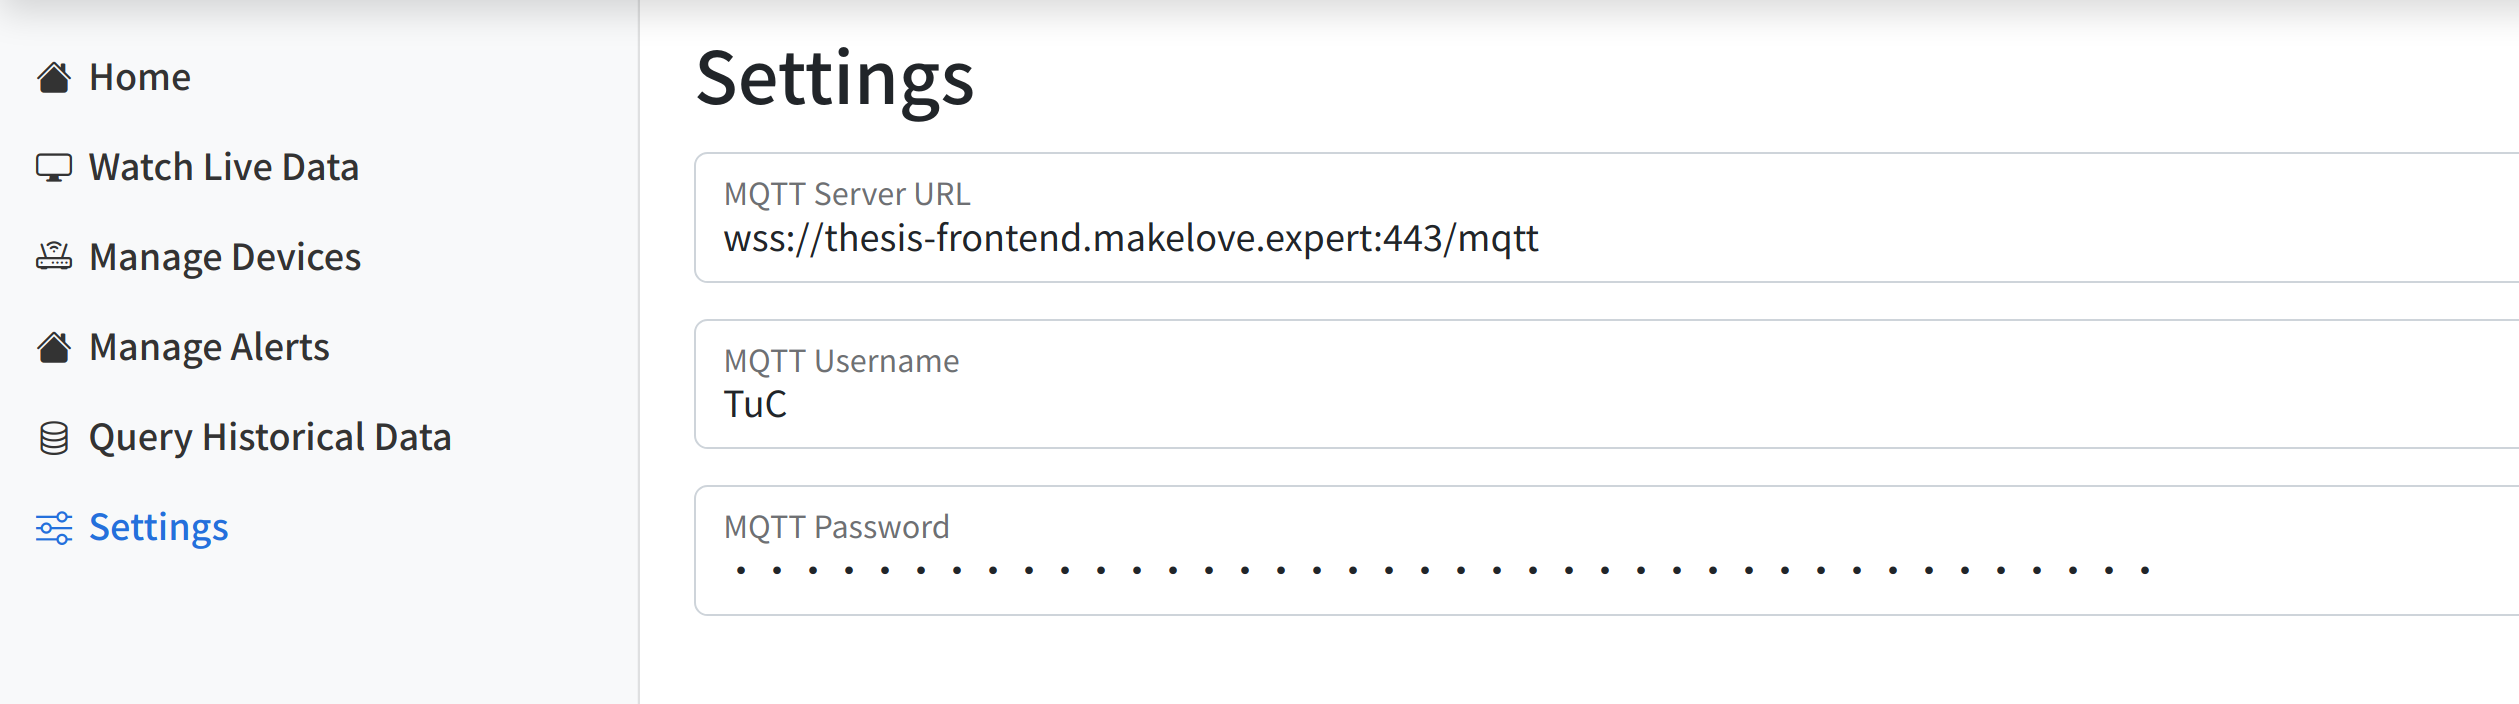 Home
Watch Live Data
Manage Devices
Manage Alerts
Query Historical Data
Settings
Settings
MQTT Server URL
wss://thesis-frontend.makelove.expert:443/mqtt
MQTT Username
TuC
MQTT Password
••••••••••••••••••••••••••••••••••••••••